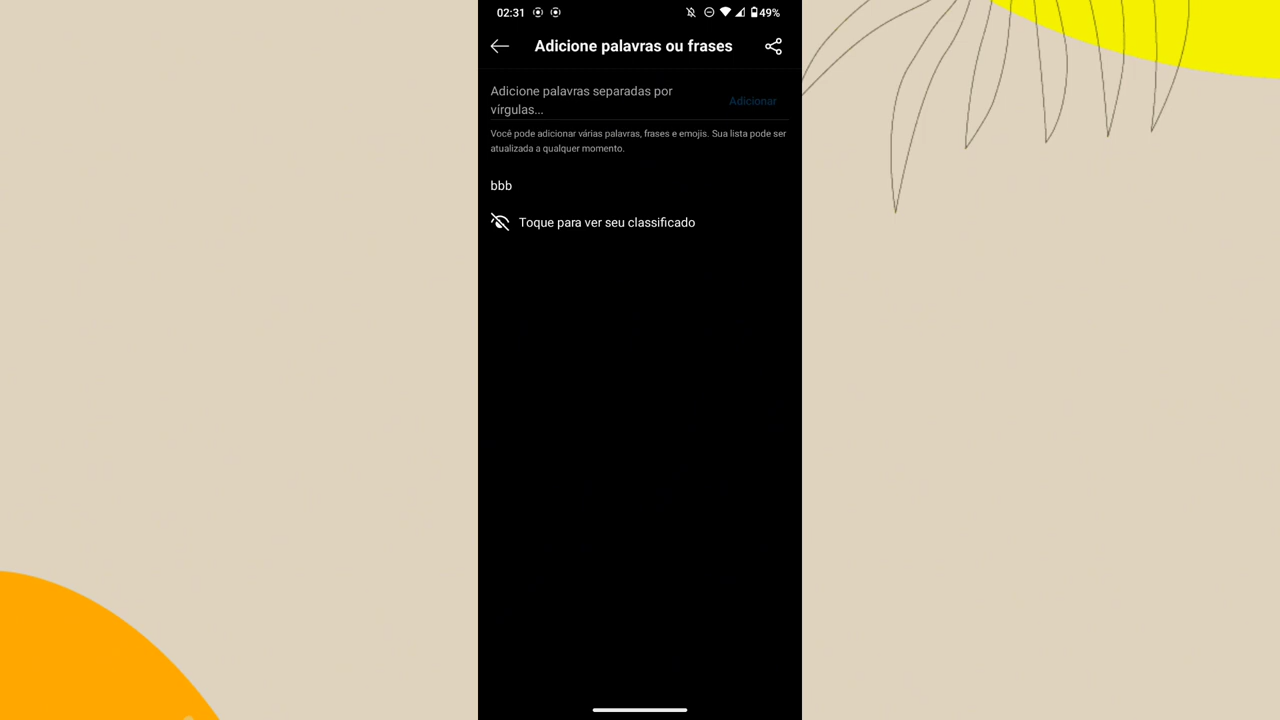 02:31
49%
Adicione palavras ou frases
Adicione palavras separadas por
vírgulas...
Adicionar
Você pode adicionar várias palavras, frases e emojis. Sua lista pode ser
atualizada a qualquer momento.
bbb
Toque para ver seu classificado